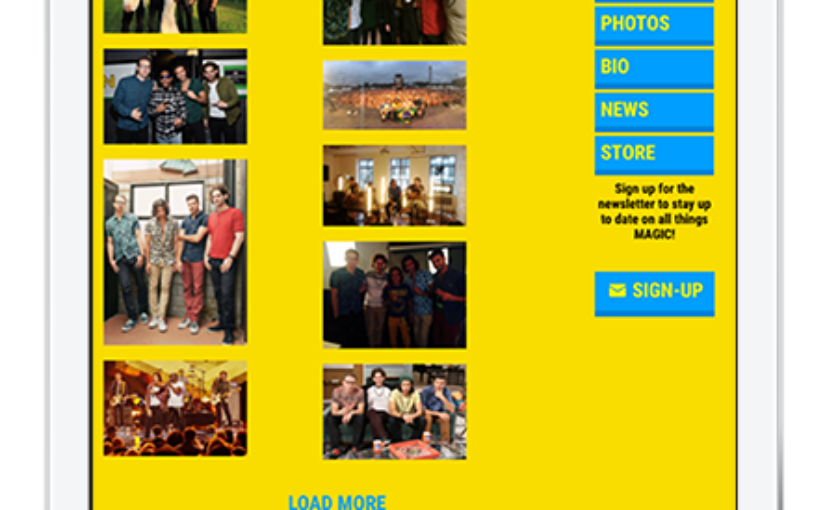 PHOTOS
BIO
NEWS
STORE
Sign up for the
newsletter to stay up
to date on all things
MAGIC!
SIGN-UP
LOAD MORE